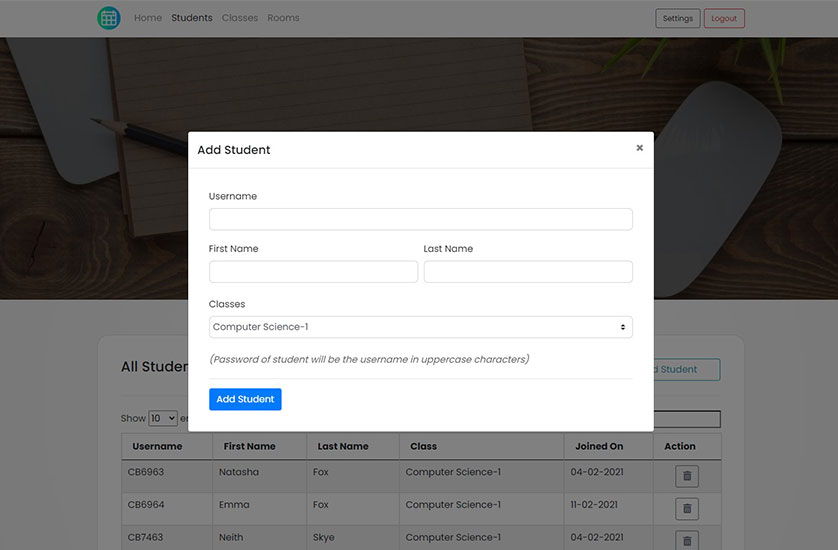 Home Students Classes Rooms Settings Logout
Add Student ×
Username
First Name Last Name
Classes
Computer Science-1
(Password of student will be the username in uppercase characters)
Add Student
All Studen d Student
Show 10 en
Username First Name Last Name Class Joined On Action
CB6963 Natasha Fox Computer Science-1 04-02-2021
CB6964 Emma Fox Computer Science-1 11-02-2021
CB7463 Neith Skye Computer Science-1 04-02-2021